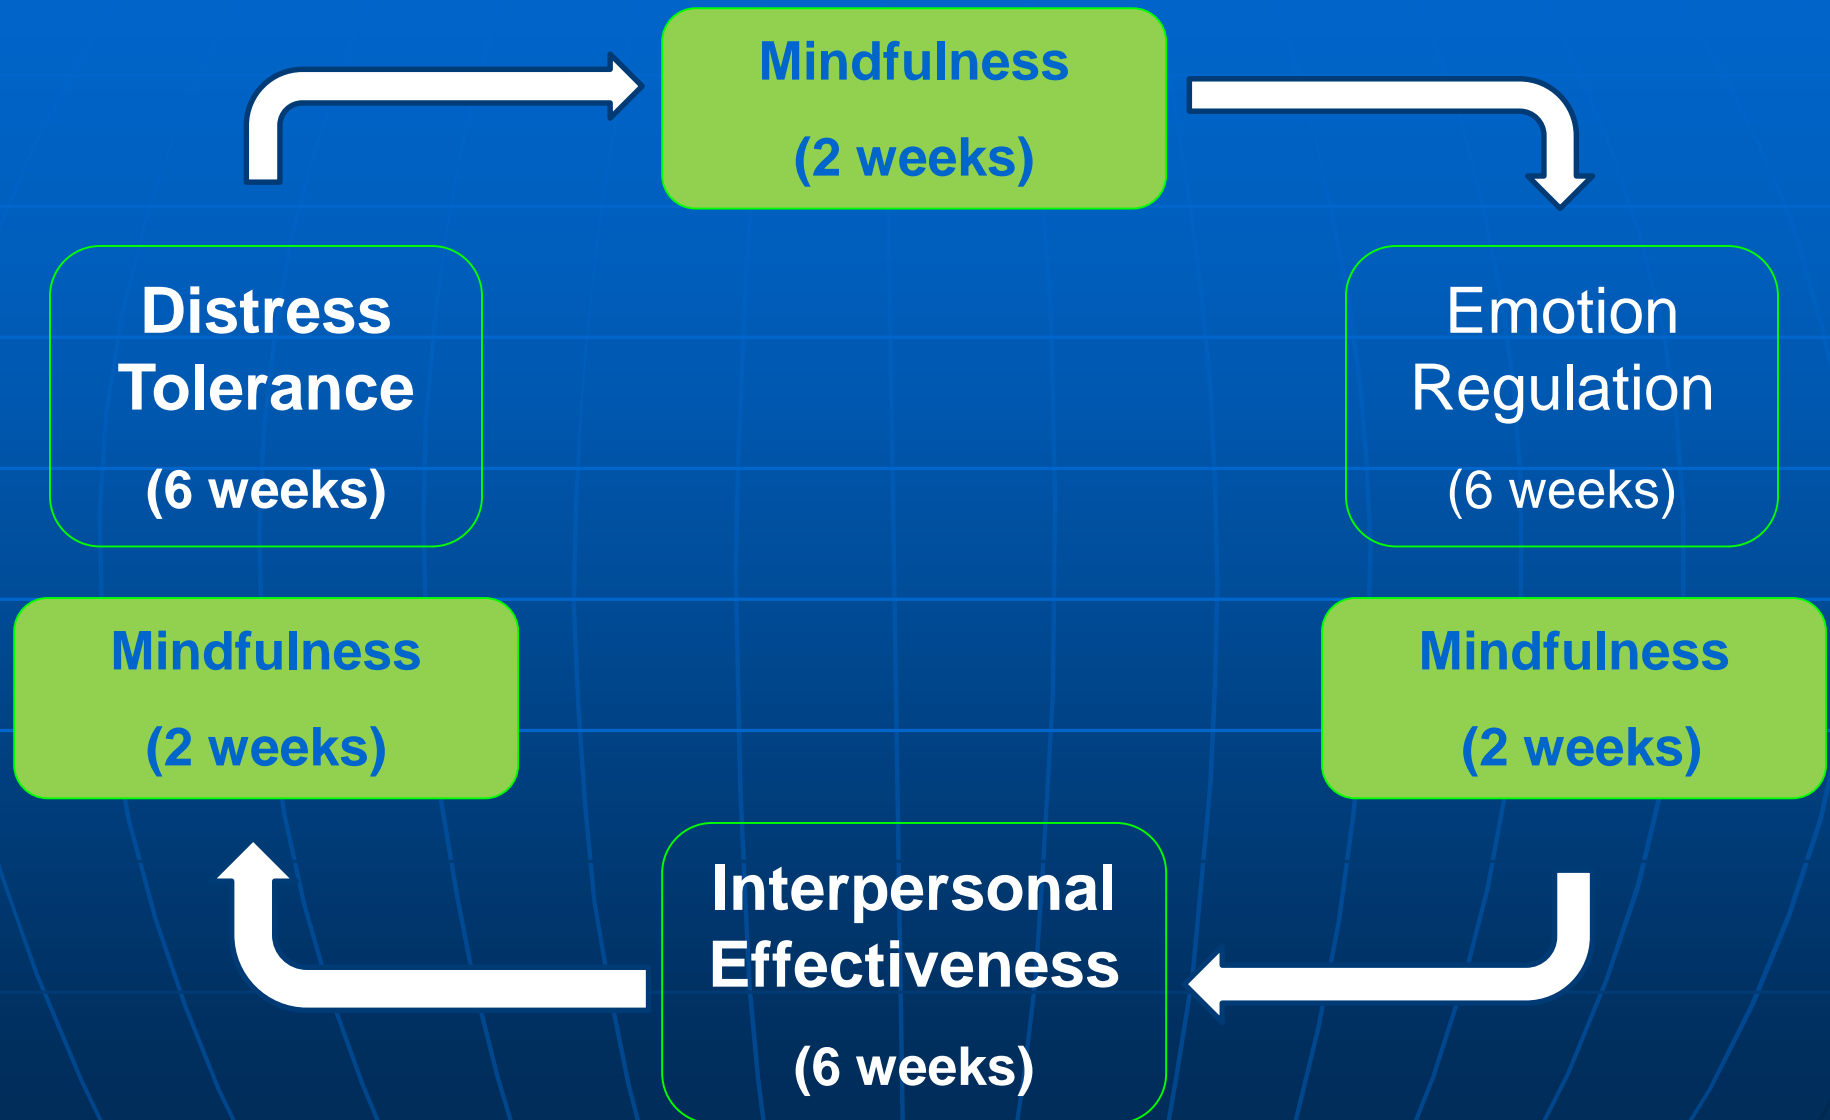 Mindfulness
(2 weeks)
Distress
Tolerance
(6 weeks)
Emotion
Regulation
(6 weeks)
Mindfulness
(2 weeks)
Mindfulness
(2 weeks)
Interpersonal
Effectiveness
(6 weeks)